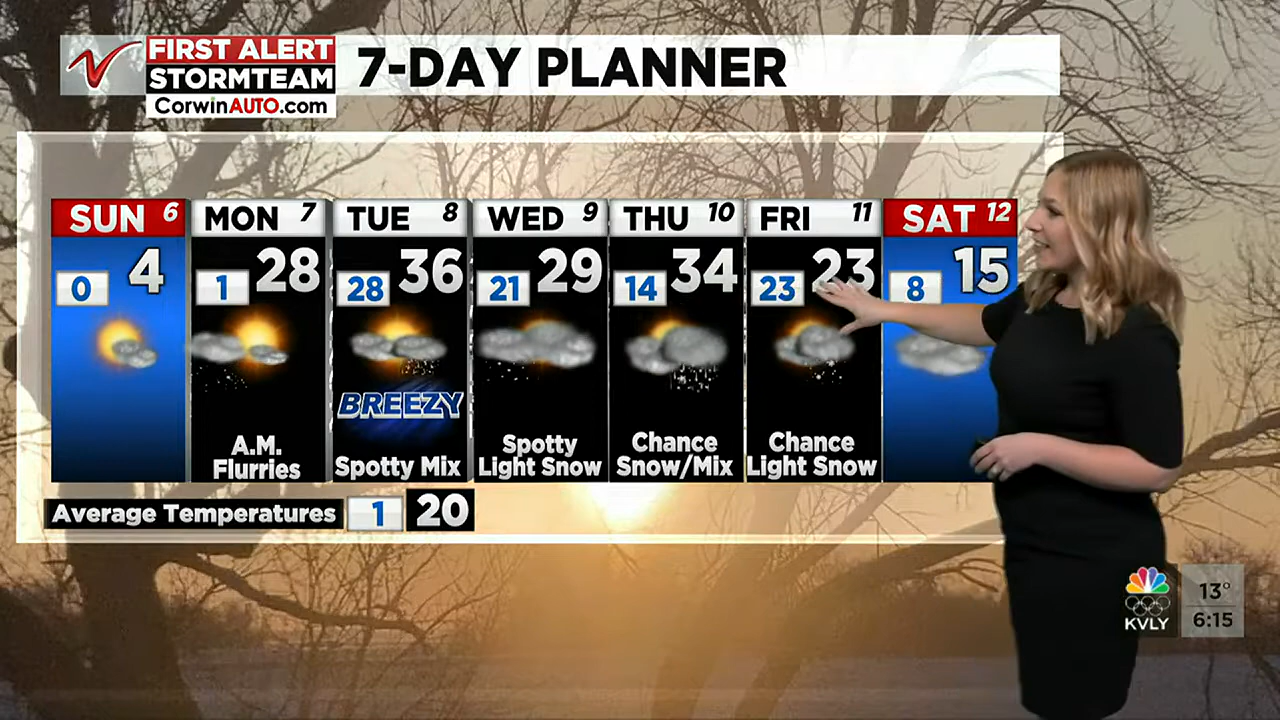 FIRST ALERT
STORMTEAM
CorwinAUTO.com
7-DAY PLANNER
SUN 6
MON 7
TUE 8
WED 9
THU 10
FRI 11
SAT 12
0 4
1 28
28 36
21 29
14 34
23 23
8 15
BREEZY
A.M.
Flurries
Spotty Mix
Spotty
Light Snow
Chance
Snow/Mix
Chance
Light Snow
Average Temperatures 1 20
KVLY
13°
6:15